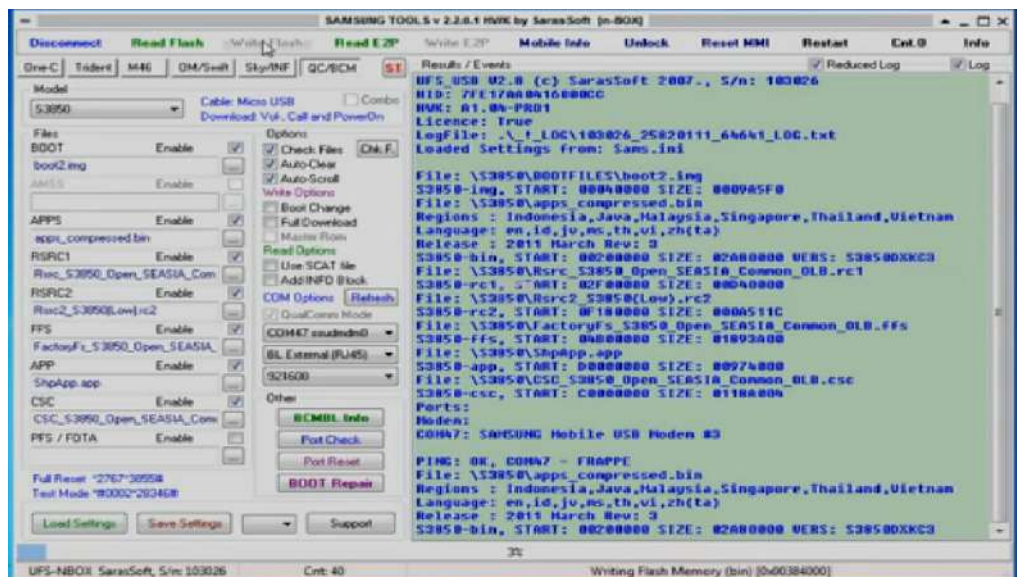 SAMSUNG TOOLS v 2.2.0.1 HWK by SarasSoft [n-BOX]
Disconnect Read Flash Write Flash Read E2P Write E2P Mobile Info Unlock Reset MMI Restart Cnt.0 Info
One-C Trident M46 OM/Swift Sky/INF QC/BCM ST
Results / Events Reduced Log Log
Model
S3850
Cable: Micro USB Combo
Download: Vol-, Call and PowerOn
Files
BOOT Enable
boot2.img
AMSS Enable
APPS Enable
apps_compressed.bin
RSRC1 Enable
Rsrc_S3850_Open_SEASIA_Com
RSRC2 Enable
Rsrc2_S3850(Low).rc2
FFS Enable
FactoryFs_S3850_Open_SEASIA_
APP Enable
ShpApp.app
CSC Enable
CSC_S3850_Open_SEASIA_Com
PFS / FOTA Enable
Full Reset *2767*3855#
Test Mode *#0002*28346#
Load Settings Save Settings Support
Options
Check Files Chk.F.
Auto-Clear
Auto-Scroll
Write Options
Boot Change
Full Download
Master Rom
Read Options
Use SCAT file
Add INFO Block
COM Options Refresh
QualComm Mode
COM47 ssudmdm0
BL External (RJ45)
921600
Other
BCMBL Info
Port Check
Port Reset
BOOT Repair
UFS_USB V2.8 (c) SarasSoft 2007., S/n: 103026
HID: 7FE17AA0416000CC
HWK: A1.04-PRO1
Licence: True
LogFile: .\_!_LOG\103026_25820111_64641_LOG.txt
Loaded Settings from: Sams.ini
File: \S3850\BOOTFILES\boot2.img
S3850-img, START: 00040000 SIZE: 0009A5F0
File: \S3850\apps_compressed.bin
Regions : Indonesia,Java,Malaysia,Singapore,Thailand,Vietnam
Language: en,id,jv,ms,th,vi,zh(ta)
Release : 2011 March Rev: 3
S3850-bin, START: 00200000 SIZE: 02A80000 VERS: S3850DXKC3
File: \S3850\Rsrc_S3850_Open_SEASIA_Common_OLB.rc1
S3850-rc1, START: 02F00000 SIZE: 00D40000
File: \S3850\Rsrc2_S3850(Low).rc2
S3850-rc2, START: 0F180000 SIZE: 000A511C
File: \S3850\FactoryFs_S3850_Open_SEASIA_Common_OLB.ffs
S3850-ffs, START: 04B00000 SIZE: 01893A00
File: \S3850\ShpApp.app
S3850-app, START: D0000000 SIZE: 00974800
File: \S3850\CSC_S3850_Open_SEASIA_Common_OLB.csc
S3850-csc, START: C0000000 SIZE: 0118A004
Ports:
Modem:
COM47: SAMSUNG Mobile USB Modem #3
PING: OK, COM47 - FRAPPE
File: \S3850\apps_compressed.bin
Regions : Indonesia,Java,Malaysia,Singapore,Thailand,Vietnam
Language: en,id,jv,ms,th,vi,zh(ta)
Release : 2011 March Rev: 3
S3850-bin, START: 00200000 SIZE: 02A80000 VERS: S3850DXKC3
3%
UFS-NBOX SarasSoft, S/n: 103026 Cnt: 40 Writing Flash Memory (bin) [0x00384000]